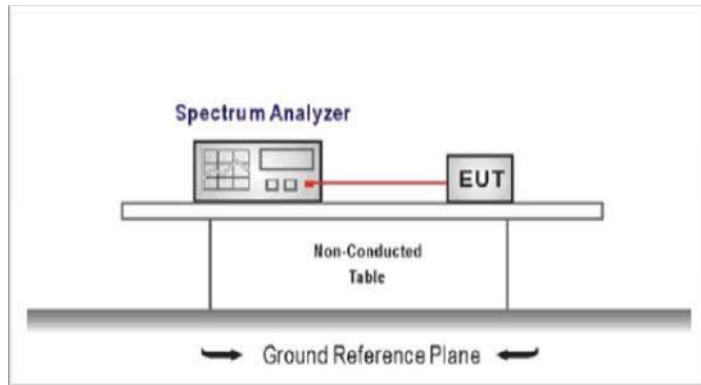 Spectrum Analyzer
EUT
Non-Conducted
Table
Ground Reference Plane